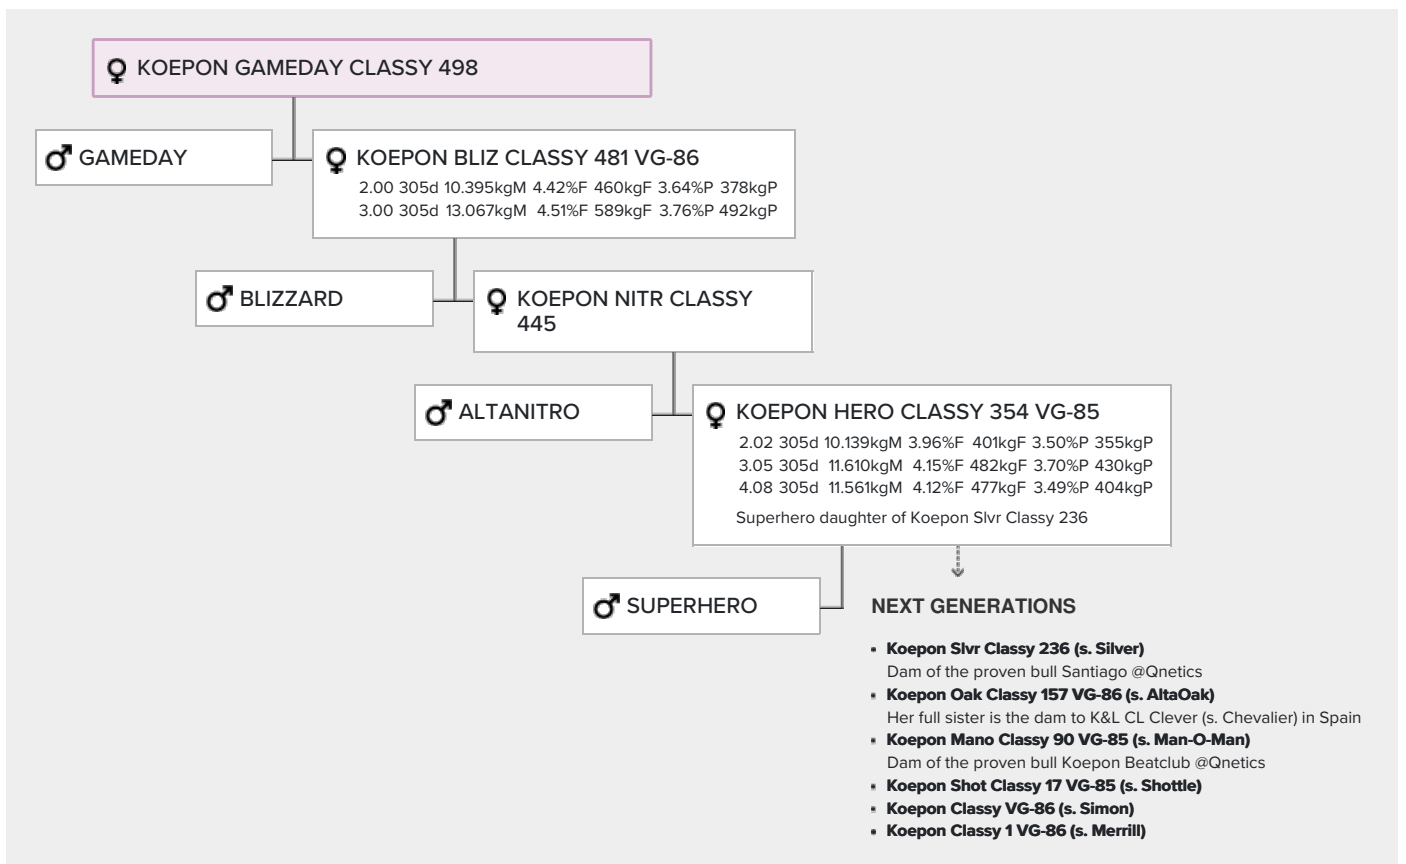 KOEPON GAMEDAY CLASSY 498
GAMEDAY
KOEPON BLIZ CLASSY 481 VG-86
2.00 305d 10.395kgM 4.42%F 460kgF 3.64%P 378kgP
3.00 305d 13.067kgM 4.51%F 589kgF 3.76%P 492kgP
BLIZZARD
KOEPON NITR CLASSY
445
ALTANITRO
KOEPON HERO CLASSY 354 VG-85
2.02 305d 10.139kgM 3.96%F 401kgF 3.50%P 355kgP
3.05 305d 11.610kgM 4.15%F 482kgF 3.70%P 430kgP
4.08 305d 11.561kgM 4.12%F 477kgF 3.49%P 404kgP
Superhero daughter of Koepon Slvr Classy 236
SUPERHERO
NEXT GENERATIONS
Koepon Slvr Classy 236 (s. Silver)
Dam of the proven bull Santiago @Qnetics
Koepon Oak Classy 157 VG-86 (s. AltaOak)
Her full sister is the dam to K&L CL Clever (s. Chevalier) in Spain
Koepon Mano Classy 90 VG-85 (s. Man-O-Man)
Dam of the proven bull Koepon Beatclub @Qnetics
Koepon Shot Classy 17 VG-85 (s. Shottle)
Koepon Classy VG-86 (s. Simon)
Koepon Classy 1 VG-86 (s. Merrill)